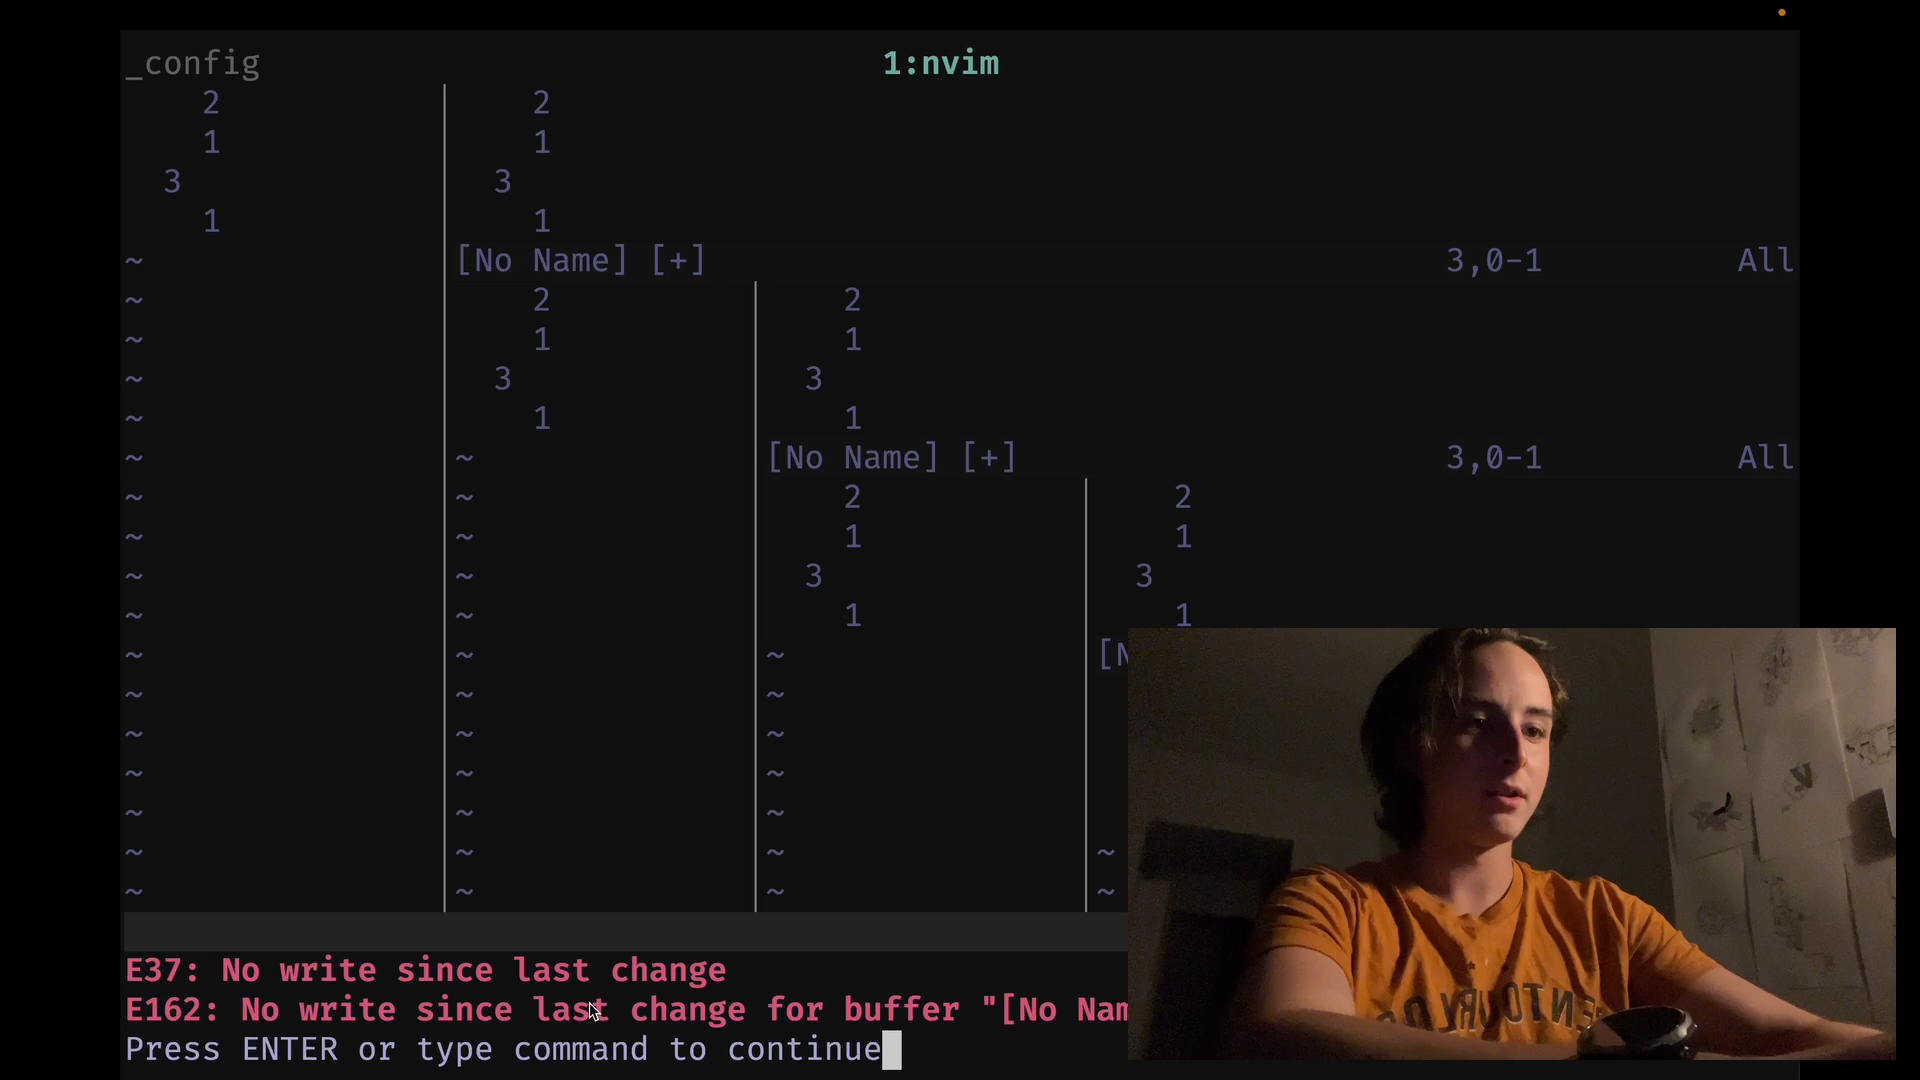 _config 1:nvim
2 2
1 1
3 3
1 1
~ [No Name] [+] 3,0-1 All
~ 2 2
~ 1 1
~ 3 3
~ 1 1
~ ~ [No Name] [+] 3,0-1 All
~ ~ 2 2
~ ~ 1 1
~ ~ 3 3
~ ~ 1 1
~ ~ ~ [N
~ ~ ~
~ ~ ~
~ ~ ~
~ ~ ~
~ ~ ~ ~
~ ~ ~ ~
E37: No write since last change
E162: No write since last change for buffer "[No Nam
Press ENTER or type command to continue